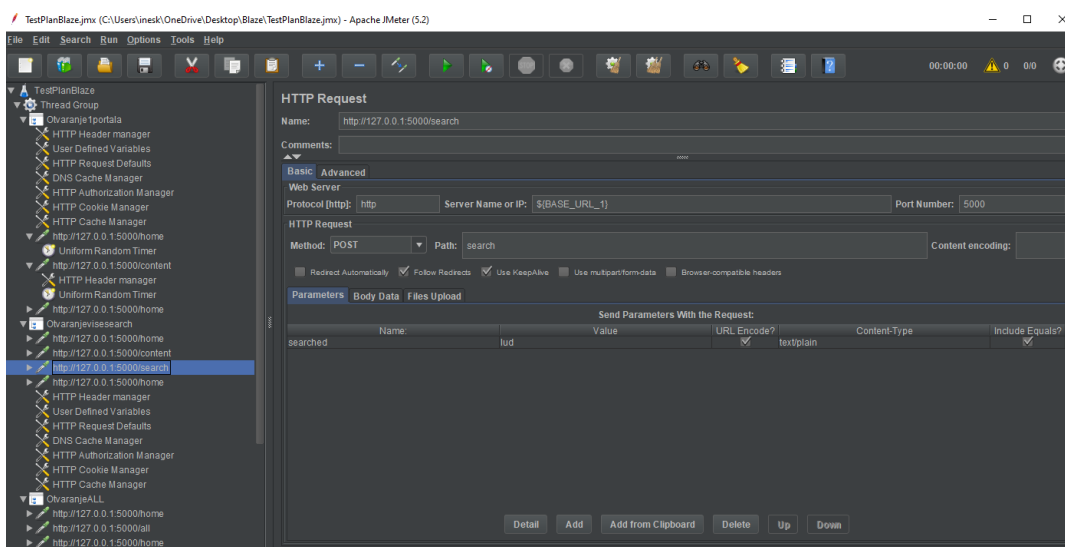 TestPlanBlaze.jmx (C:\Users\inesk\OneDrive\Desktop\Blaze\TestPlanBlaze.jmx) - Apache JMeter (5.2)
File Edit Search Run Options Tools Help
00:00:00 0 0/0
TestPlanBlaze
Thread Group
Otvaranje1portala
HTTP Header manager
User Defined Variables
HTTP Request Defaults
DNS Cache Manager
HTTP Authorization Manager
HTTP Cookie Manager
HTTP Cache Manager
http://127.0.0.1:5000/home
Uniform Random Timer
http://127.0.0.1:5000/content
HTTP Header manager
Uniform Random Timer
http://127.0.0.1:5000/home
Otvaranjevisesearch
http://127.0.0.1:5000/home
http://127.0.0.1:5000/content
http://127.0.0.1:5000/search
http://127.0.0.1:5000/home
HTTP Header manager
User Defined Variables
HTTP Request Defaults
DNS Cache Manager
HTTP Authorization Manager
HTTP Cookie Manager
HTTP Cache Manager
OtvaranjeALL
http://127.0.0.1:5000/home
http://127.0.0.1:5000/all
http://127.0.0.1:5000/home
HTTP Request
Name: http://127.0.0.1:5000/search
Comments:
Basic Advanced
Web Server
Protocol [http]: http Server Name or IP: ${BASE_URL_1} Port Number: 5000
HTTP Request
Method: POST Path: search Content encoding:
Redirect Automatically Follow Redirects Use KeepAlive Use multipart/form-data Browser-compatible headers
Parameters Body Data Files Upload
Send Parameters With the Request:
Name: Value URL Encode? Content-Type Include Equals?
searched lud text/plain
Detail Add Add from Clipboard Delete Up Down